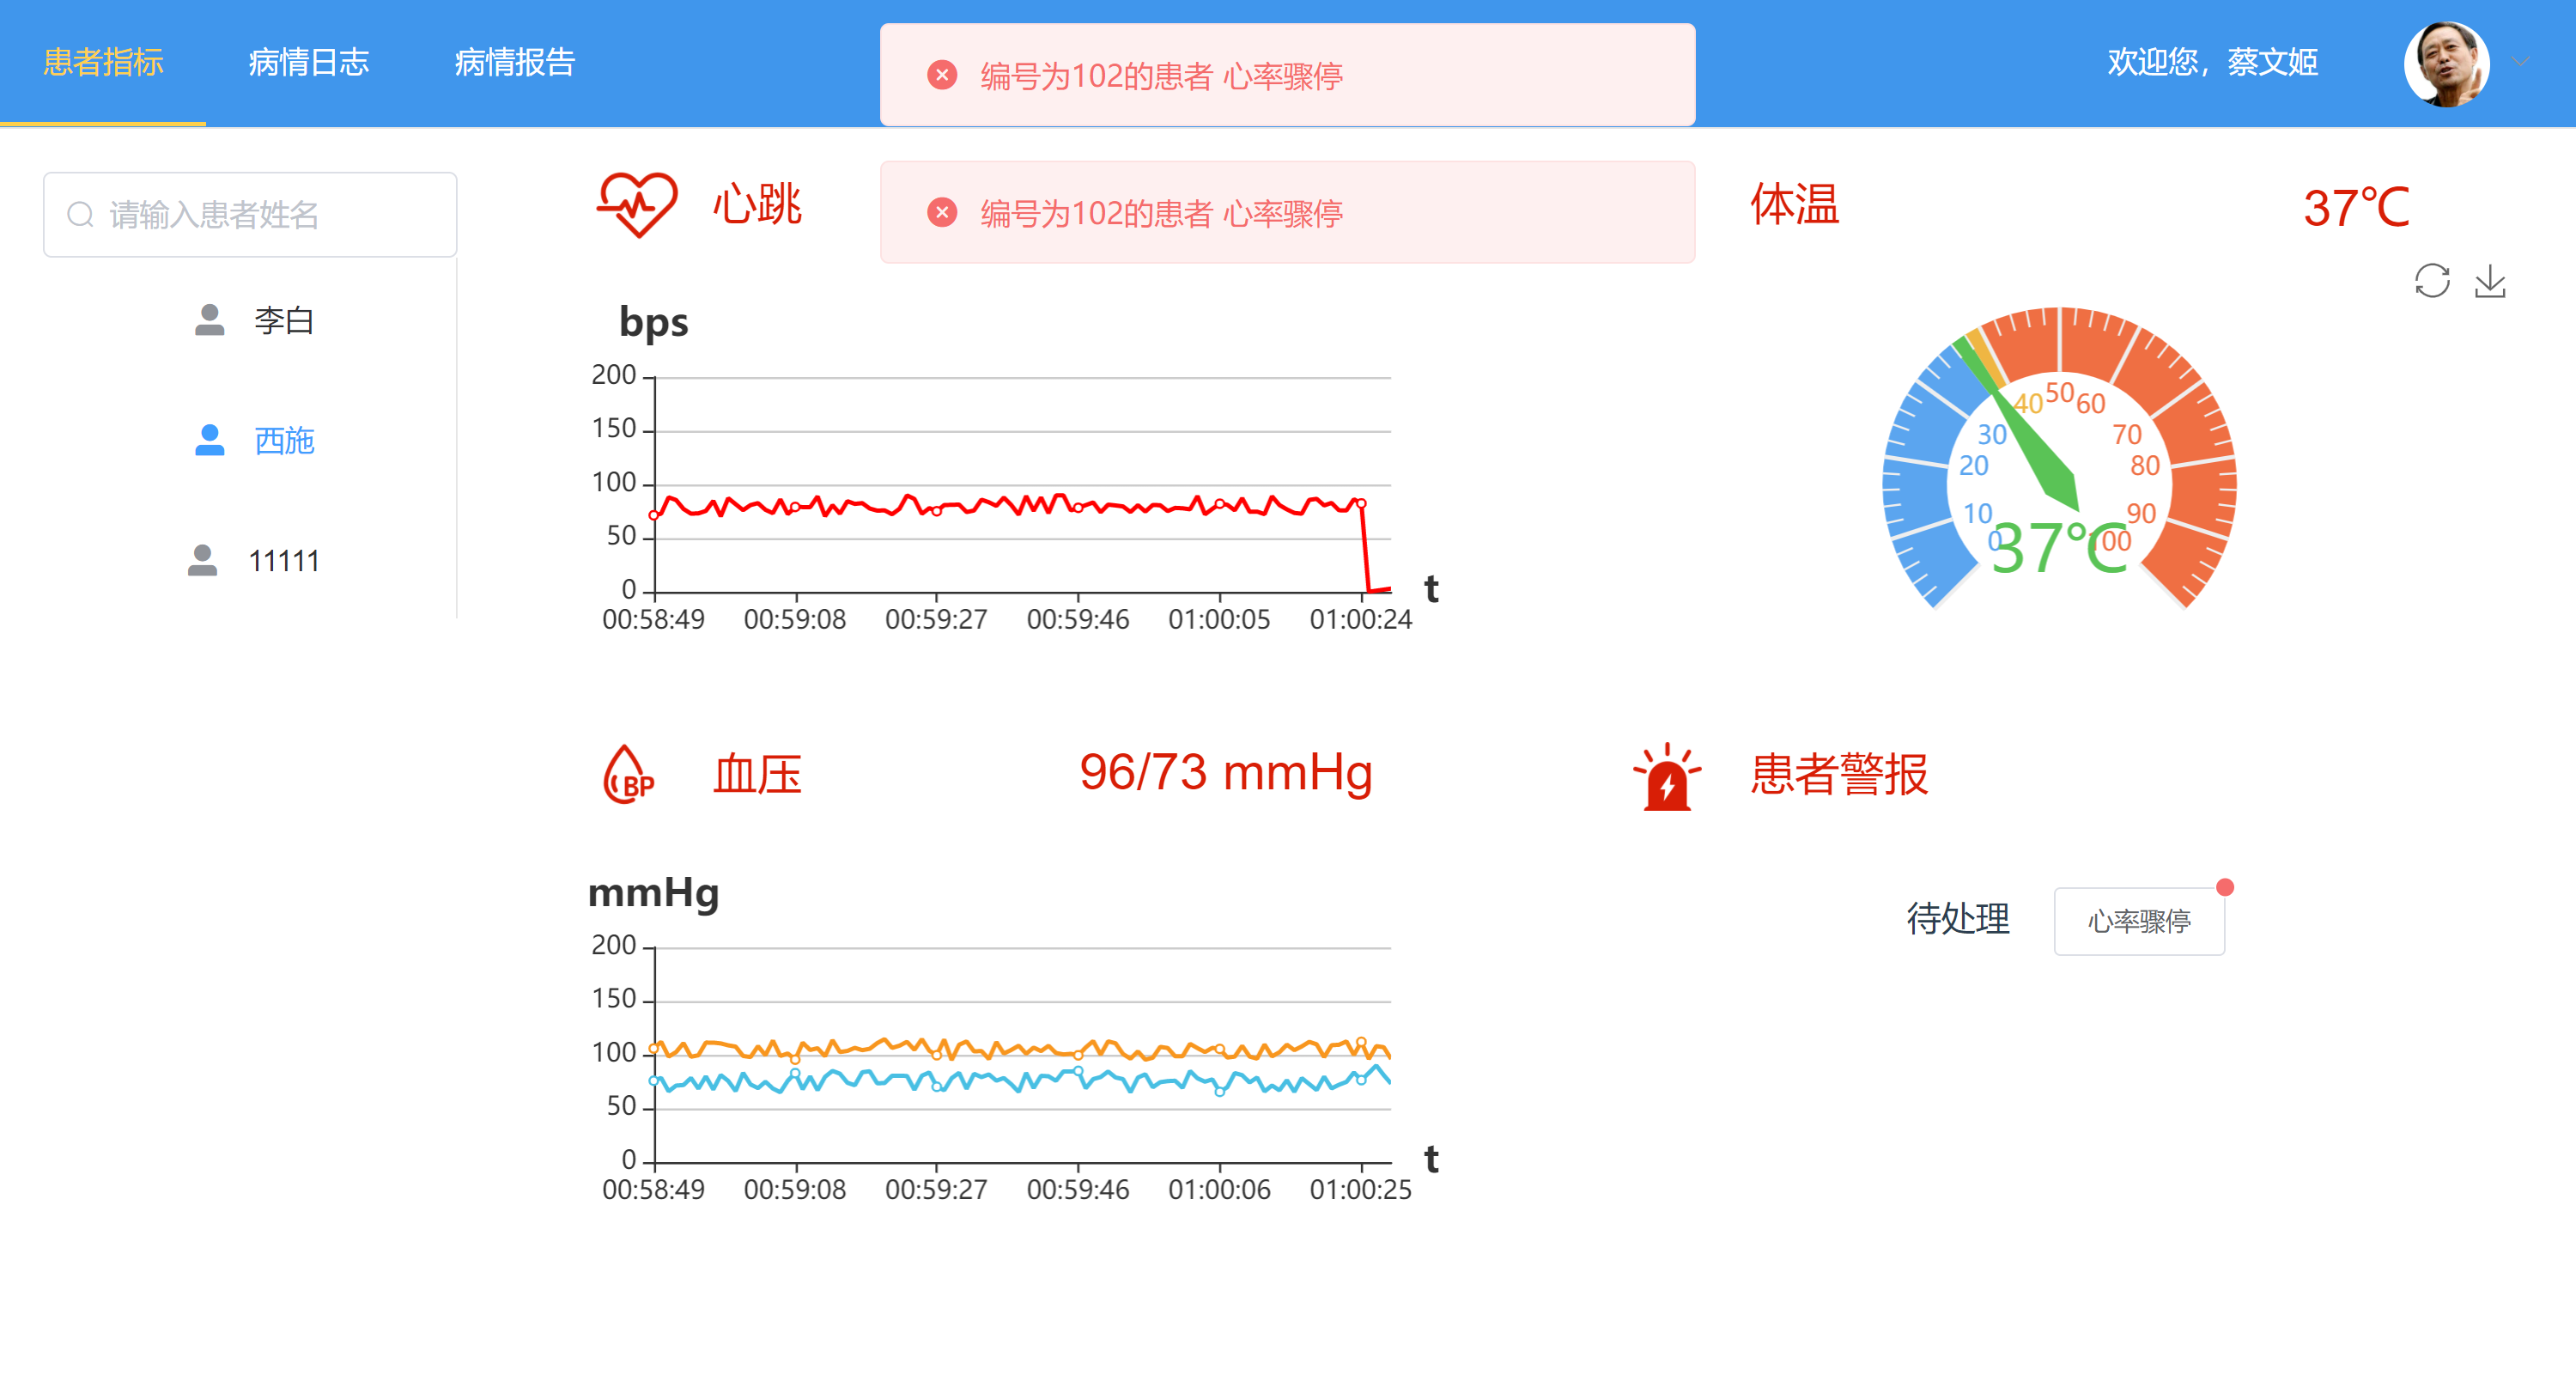 患者指标 病情日志 病情报告
编号为102的患者 心率骤停
欢迎您，蔡文姬
请输入患者姓名
李白
西施
11111
心跳
编号为102的患者 心率骤停
bps
200
150
100
50
0
00:58:49 00:59:08 00:59:27 00:59:46 01:00:05 01:00:24
t
体温
37℃
0
10
20
30
40
50
60
70
80
90
100
37℃
血压
96/73 mmHg
mmHg
200
150
100
50
0
00:58:49 00:59:08 00:59:27 00:59:46 01:00:06 01:00:25
t
BP
患者警报
待处理 心率骤停